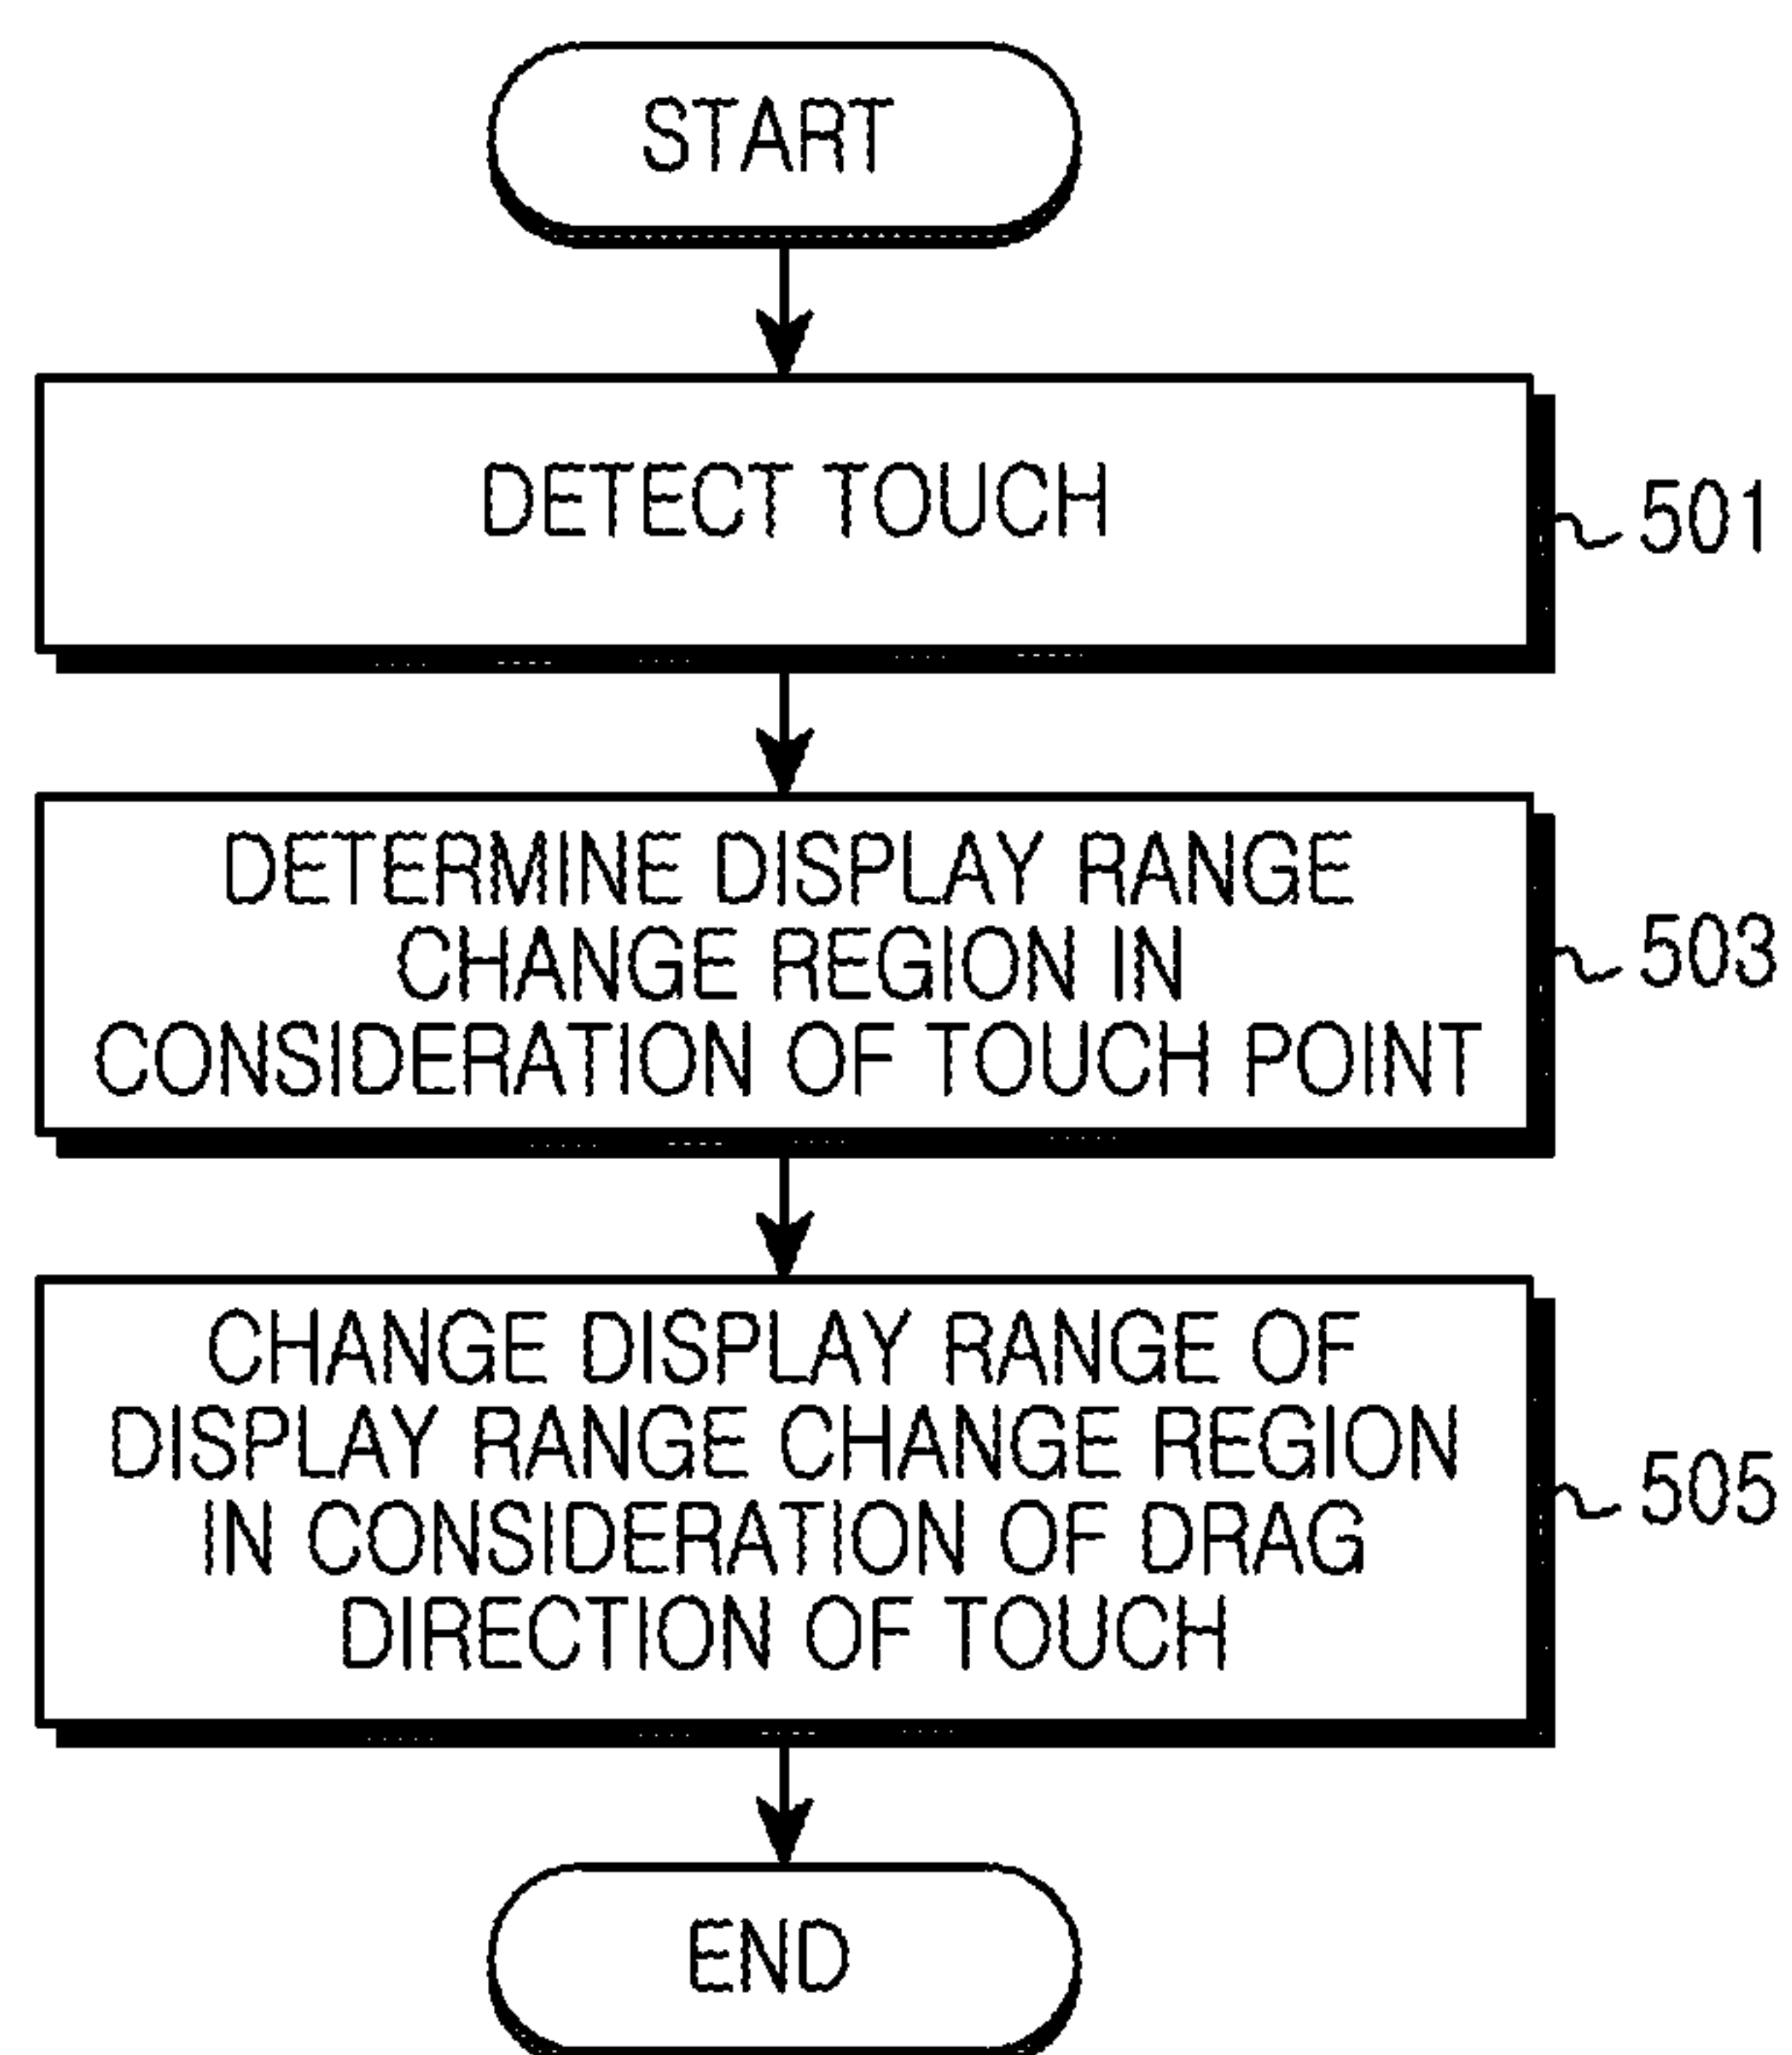 START
DETECT TOUCH
501
DETERMINE DISPLAY RANGE
CHANGE REGION IN
CONSIDERATION OF TOUCH POINT
503
CHANGE DISPLAY RANGE OF
DISPLAY RANGE CHANGE REGION
IN CONSIDERATION OF DRAG
DIRECTION OF TOUCH
505
END